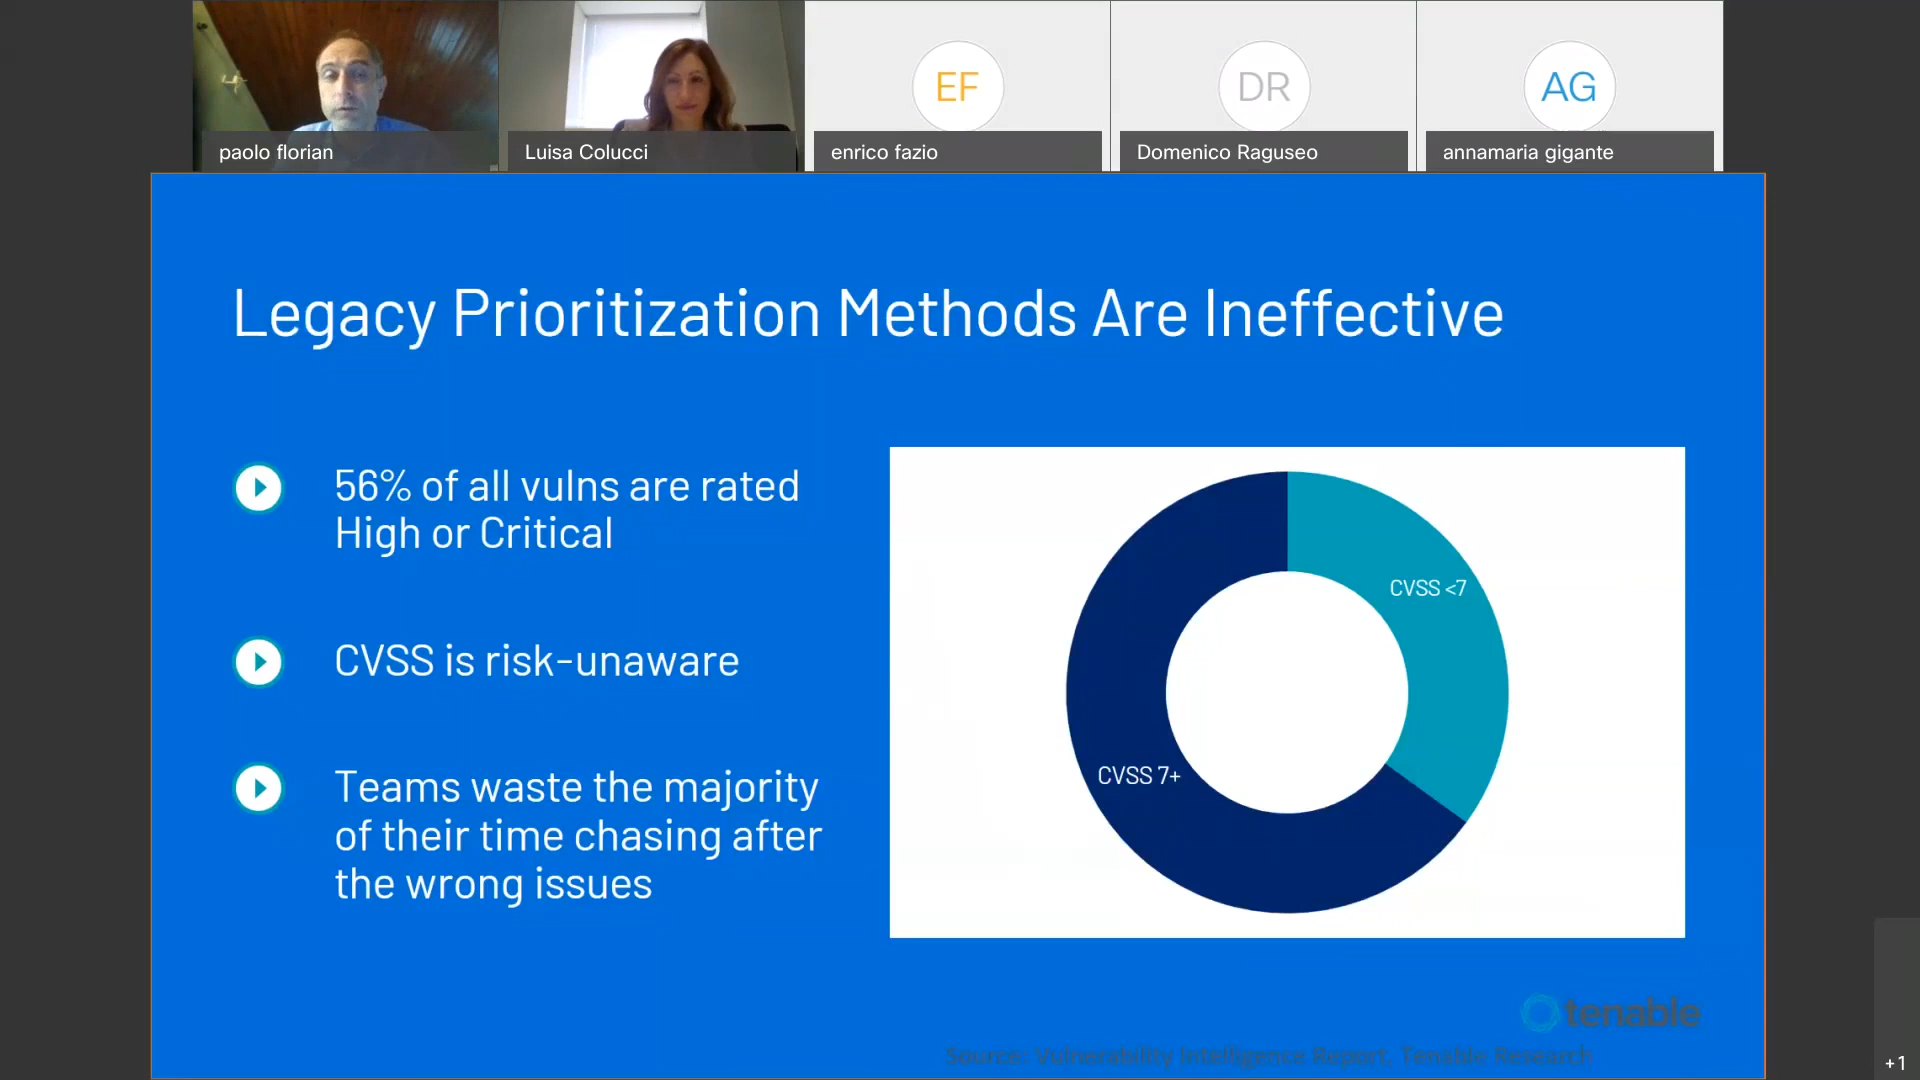 EF
DR
AG
paolo florian
Luisa Colucci
enrico fazio
Domenico Raguseo
annamaria gigante
Legacy Prioritization Methods Are Ineffective
56% of all vulns are rated
High or Critical
CVSS is risk-unaware
Teams waste the majority
of their time chasing after
the wrong issues
CVSS <7
CVSS 7+
tenable
Source: Vulnerability Intelligence Report, Tenable Research
+1